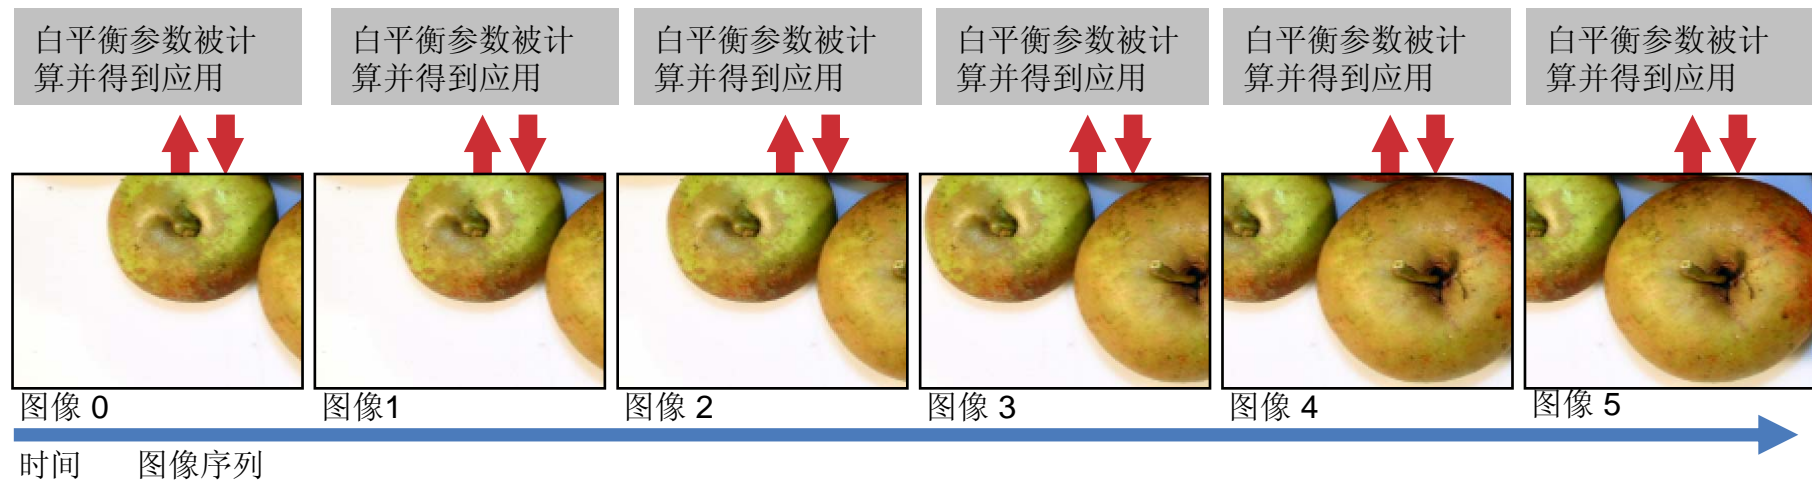 白平衡参数被计
算并得到应用
白平衡参数被计
算并得到应用
白平衡参数被计
算并得到应用
白平衡参数被计
算并得到应用
白平衡参数被计
算并得到应用
白平衡参数被计
算并得到应用
图像 0
图像1
图像 2
图像 3
图像 4
图像 5
时间 图像序列